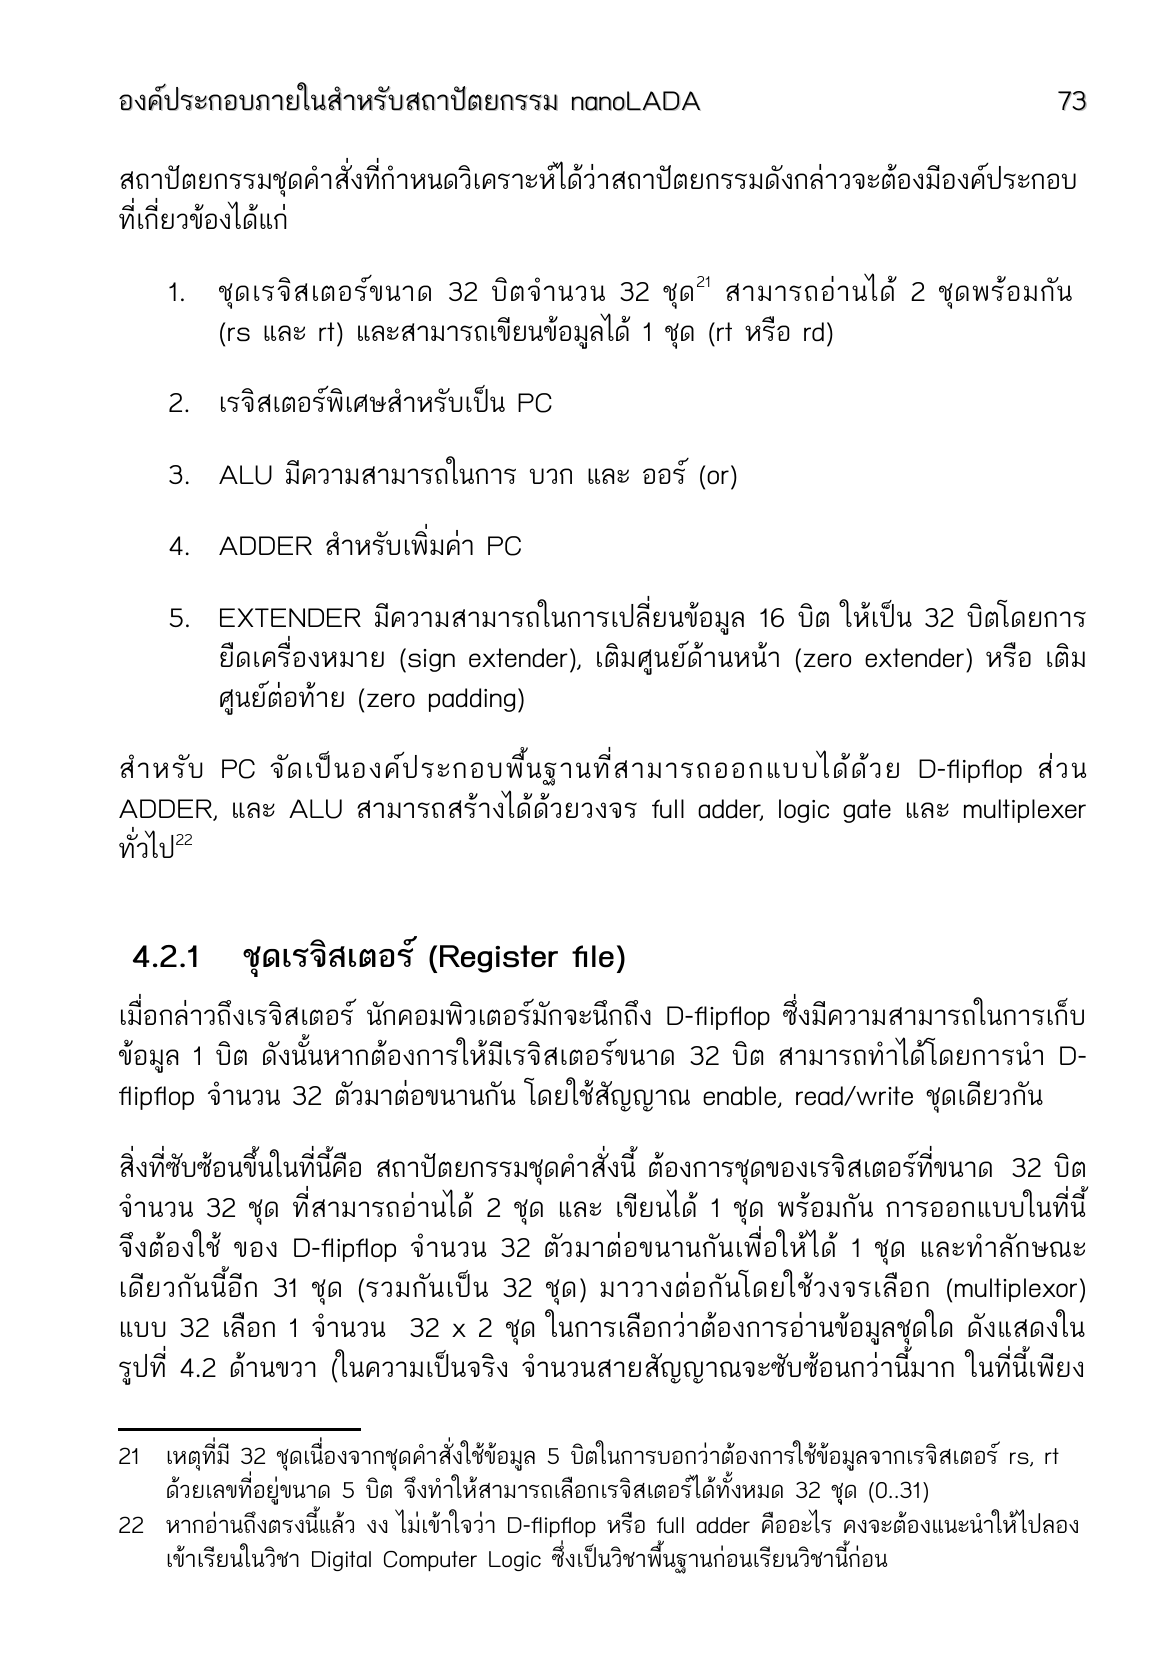 องค์ประกอบภายในสำหรับสถาปัตยกรรม nanoLADA 73
สถาปัตยกรรมชุดคำสั่งที่กำหนดวิเคราะห์ได้ว่าสถาปัตยกรรมดังกล่าวจะต้องมีองค์ประกอบ
ที่เกี่ยวข้องได้แก่
1. ชุดเรจิสเตอร์ขนาด 32 บิตจำนวน 32 ชุด21 สามารถอ่านได้ 2 ชุดพร้อมกัน
(rs และ rt) และสามารถเขียนข้อมูลได้ 1 ชุด (rt หรือ rd)
2. เรจิสเตอร์พิเศษสำหรับเป็น PC
3. ALU มีความสามารถในการ บวก และ ออร์ (or)
4. ADDER สำหรับเพิ่มค่า PC
5. EXTENDER มีความสามารถในการเปลี่ยนข้อมูล 16 บิต ให้เป็น 32 บิตโดยการ
ยืดเครื่องหมาย (sign extender), เติมศูนย์ด้านหน้า (zero extender) หรือ เติม
ศูนย์ต่อท้าย (zero padding)
สำหรับ PC จัดเป็นองค์ประกอบพื้นฐานที่สามารถออกแบบได้ด้วย D-flipflop ส่วน
ADDER, และ ALU สามารถสร้างได้ด้วยวงจร full adder, logic gate และ multiplexer
ทั่วไป22
4.2.1 ชุดเรจิสเตอร์ (Register file)
เมื่อกล่าวถึงเรจิสเตอร์ นักคอมพิวเตอร์มักจะนึกถึง D-flipflop ซึ่งมีความสามารถในการเก็บ
ข้อมูล 1 บิต ดังนั้นหากต้องการให้มีเรจิสเตอร์ขนาด 32 บิต สามารถทำได้โดยการนำ D-
flipflop จำนวน 32 ตัวมาต่อขนานกัน โดยใช้สัญญาณ enable, read/write ชุดเดียวกัน
สิ่งที่ซับซ้อนขึ้นในที่นี้คือ สถาปัตยกรรมชุดคำสั่งนี้ ต้องการชุดของเรจิสเตอร์ที่ขนาด 32 บิต
จำนวน 32 ชุด ที่สามารถอ่านได้ 2 ชุด และ เขียนได้ 1 ชุด พร้อมกัน การออกแบบในที่นี้
จึงต้องใช้ ของ D-flipflop จำนวน 32 ตัวมาต่อขนานกันเพื่อให้ได้ 1 ชุด และทำลักษณะ
เดียวกันนี้อีก 31 ชุด (รวมกันเป็น 32 ชุด) มาวางต่อกันโดยใช้วงจรเลือก (multiplexor)
แบบ 32 เลือก 1 จำนวน 32 x 2 ชุด ในการเลือกว่าต้องการอ่านข้อมูลชุดใด ดังแสดงใน
รูปที่ 4.2 ด้านขวา (ในความเป็นจริง จำนวนสายสัญญาณจะซับซ้อนกว่านี้มาก ในที่นี้เพียง
21 เหตุที่มี 32 ชุดเนื่องจากชุดคำสั่งใช้ข้อมูล 5 บิตในการบอกว่าต้องการใช้ข้อมูลจากเรจิสเตอร์ rs, rt
ด้วยเลขที่อยู่ขนาด 5 บิต จึงทำให้สามารถเลือกเรจิสเตอร์ได้ทั้งหมด 32 ชุด (0..31)
22 หากอ่านถึงตรงนี้แล้ว งง ไม่เข้าใจว่า D-flipflop หรือ full adder คืออะไร คงจะต้องแนะนำให้ไปลอง
เข้าเรียนในวิชา Digital Computer Logic ซึ่งเป็นวิชาพื้นฐานก่อนเรียนวิชานี้ก่อน